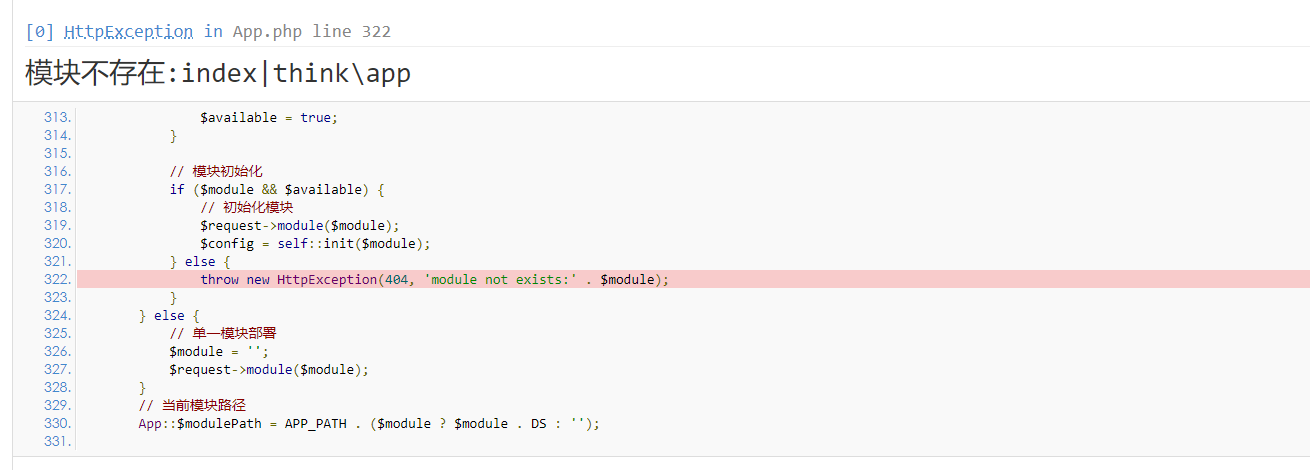 [0] HttpException in App.php line 322
模块不存在:index|think\app
313. $available = true;
314. }
315.
316. // 模块初始化
317. if ($module && $available) {
318. // 初始化模块
319. $request->module($module);
320. $config = self::init($module);
321. } else {
322. throw new HttpException(404, 'module not exists:' . $module);
323. }
324. } else {
325. // 单一模块部署
326. $module = '';
327. $request->module($module);
328. }
329. // 当前模块路径
330. App::$modulePath = APP_PATH . ($module ? $module . DS : '');
331.